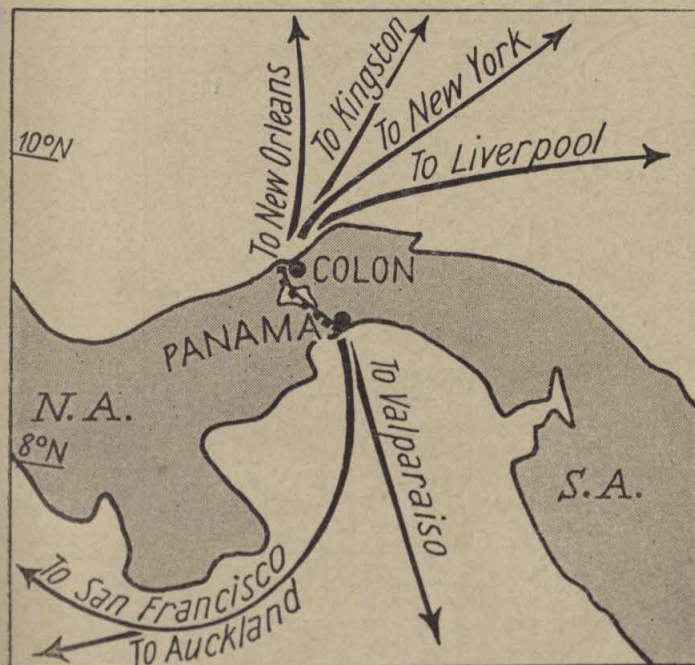 To New Orleans
To Kingston
To New York
To Liverpool
10°N
COLON
PANAMA
N.A.
8°N
To Valparaiso
S.A.
To San Francisco
To Auckland